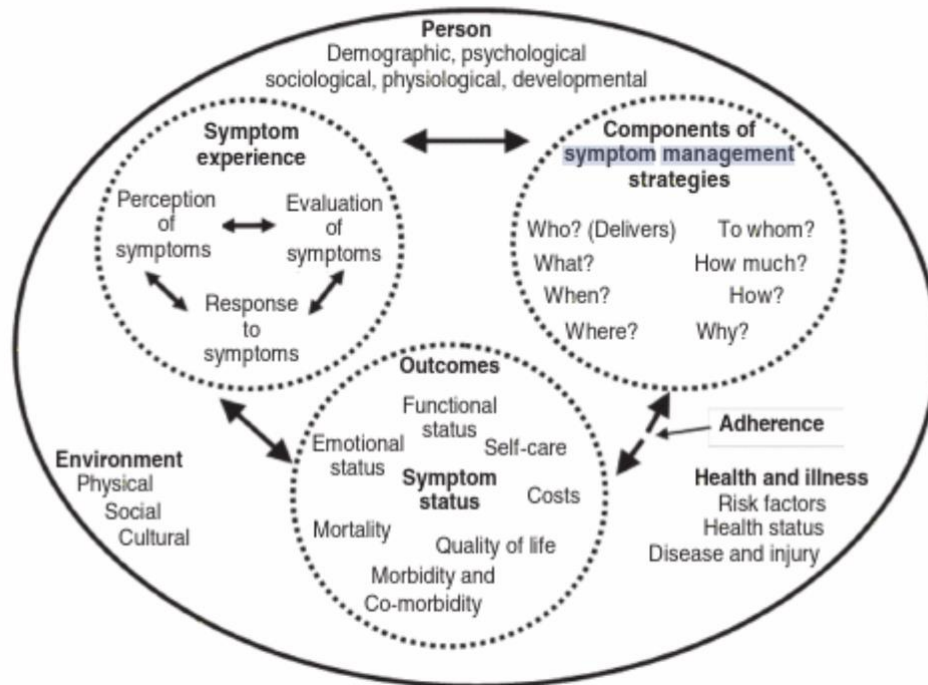 Person
Demographic, psychological
sociological, physiological, developmental
Symptom
experience
Perception
of
symptoms
Evaluation
of
symptoms
Response
to
symptoms
Components of
symptom management
strategies
Who? (Delivers)
To whom?
What?
How much?
When?
How?
Where?
Why?
Outcomes
Functional
status
Emotional
status
Self-care
Symptom
status
Costs
Mortality
Quality of life
Morbidity and
Co-morbidity
Adherence
Environment
Physical
Social
Cultural
Health and illness
Risk factors
Health status
Disease and injury